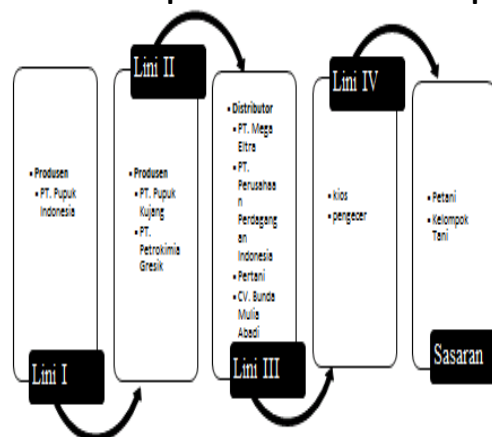 Produsen
PT. Pupuk
Indonesia
Lini I
Lini II
Produsen
PT. Pupuk
Kujang
PT.
Petrokimia
Gresik
Distributor
PT. Mega
Eltra
PT.
Perusahaa
n
Perdagang
an
Indonesia
Pertani
CV. Bunda
Mulia
Abadi
Lini III
Lini IV
kios
pengecer
Petani
Kelompok
Tani
Sasaran